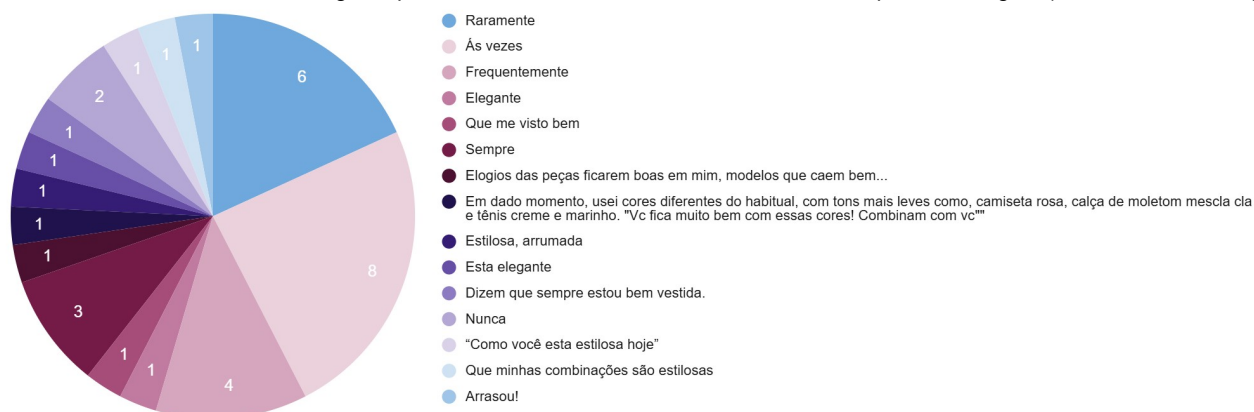 Raramente
Ás vezes
Frequentemente
Elegante
Que me visto bem
Sempre
Elogios das peças ficarem boas em mim, modelos que caem bem...
Em dado momento, usei cores diferentes do habitual, com tons mais leves como, camiseta rosa, calça de moletom mescla cla
e tênis creme e marinho. "Vc fica muito bem com essas cores! Combinam com vc""
Estilosa, arrumada
Esta elegante
Dizem que sempre estou bem vestida.
Nunca
“Como você esta estilosa hoje”
Que minhas combinações são estilosas
Arrasou!
6
8
4
1
1
3
1
1
1
1
1
2
1
1
1